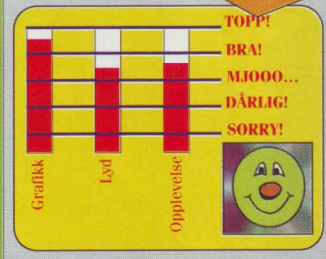 TOPP!
BRA!
MJOOO...
DÅRLIG!
SORRY!
Grafikk
Lyd
Opplevelse